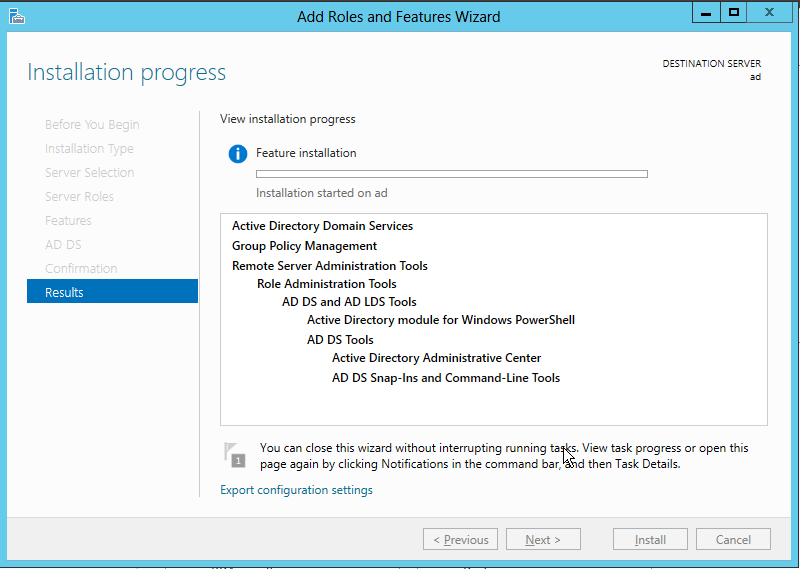 Add Roles and Features Wizard
Installation progress
DESTINATION SERVER
ad
Before You Begin
Installation Type
Server Selection
Server Roles
Features
AD DS
Confirmation
Results
View installation progress
Feature installation
Installation started on ad
Active Directory Domain Services
Group Policy Management
Remote Server Administration Tools
Role Administration Tools
AD DS and AD LDS Tools
Active Directory module for Windows PowerShell
AD DS Tools
Active Directory Administrative Center
AD DS Snap-Ins and Command-Line Tools
1
You can close this wizard without interrupting running tasks. View task progress or open this
page again by clicking Notifications in the command bar, and then Task Details.
Export configuration settings
< Previous
Next >
Install
Cancel